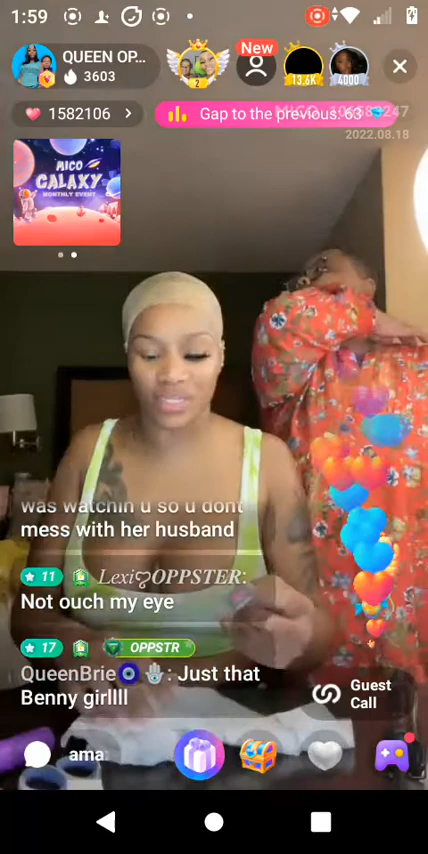 1:59
QUEEN OP...
3603
2
New
13.6K
4000
1582106
Gap to the previous: 63
2022.08.18
MICO
GALAXY
MONTHLY EVENT
was watchin u so u dont
mess with her husband
11 Lexi OPPSTER:
Not ouch my eye
17 OPPSTR
QueenBrie🧿🪬: Just that
Benny girllll
Guest
Call
ama